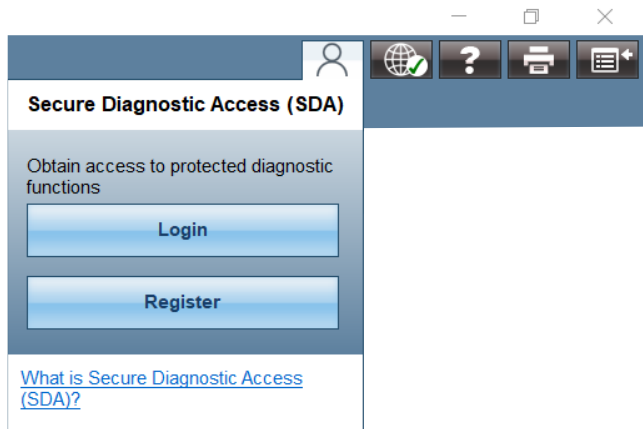 Secure Diagnostic Access (SDA)
Obtain access to protected diagnostic
functions
Login
Register
What is Secure Diagnostic Access
(SDA)?